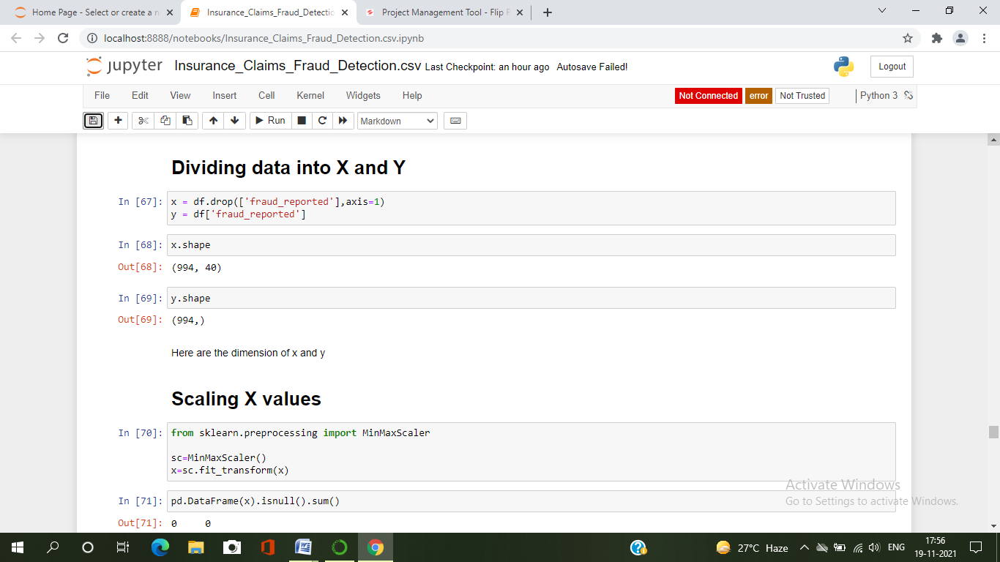 Home Page - Select or create a n
Insurance_Claims_Fraud_Detectio
Project Management Tool - Flip R
localhost:8888/notebooks/Insurance_Claims_Fraud_Detection.csv.ipynb
jupyter Insurance_Claims_Fraud_Detection.csv Last Checkpoint: an hour ago Autosave Failed!
Logout
File Edit View Insert Cell Kernel Widgets Help
Not Connected error Not Trusted Python 3
Run Markdown
Dividing data into X and Y
In [67]: x = df.drop(['fraud_reported'],axis=1)
y = df['fraud_reported']
In [68]: x.shape
Out[68]: (994, 40)
In [69]: y.shape
Out[69]: (994,)
Here are the dimension of x and y
Scaling X values
In [70]: from sklearn.preprocessing import MinMaxScaler
sc=MinMaxScaler()
x=sc.fit_transform(x)
In [71]: pd.DataFrame(x).isnull().sum()
Out[71]: 0 0
Activate Windows
Go to Settings to activate Windows.
27°C Haze
ENG
17:56
19-11-2021